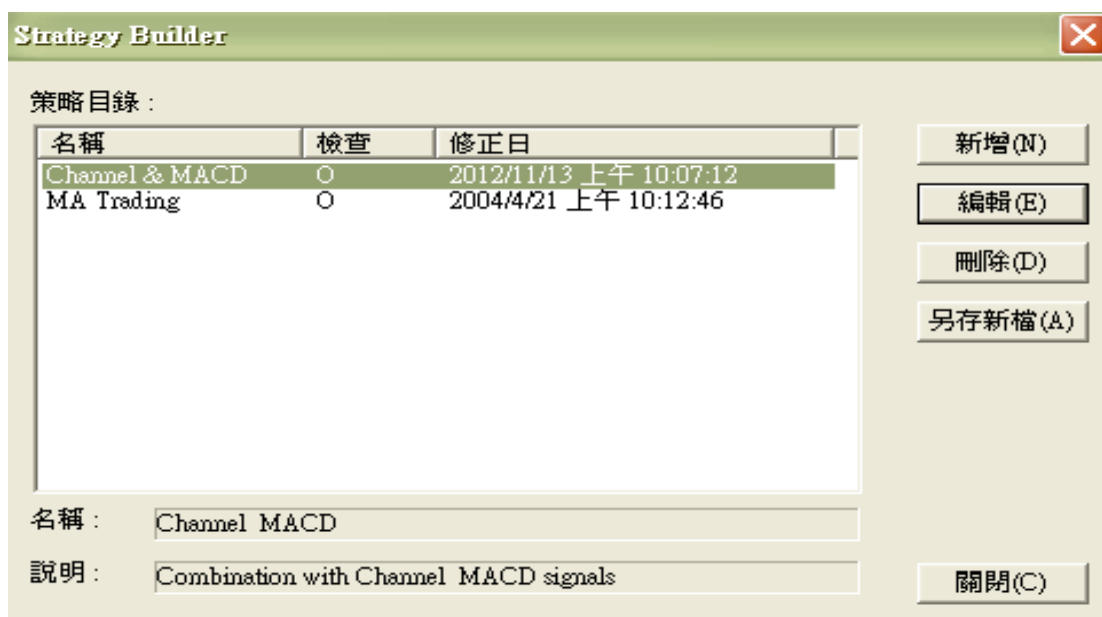 Strategy Builder
策略目錄：
名稱 檢查 修正日
Channel & MACD O 2012/11/13 上午 10:07:12
MA Trading O 2004/4/21 上午 10:12:46
新增(N)
編輯(E)
刪除(D)
另存新檔(A)
名稱： Channel MACD
說明： Combination with Channel MACD signals
關閉(C)